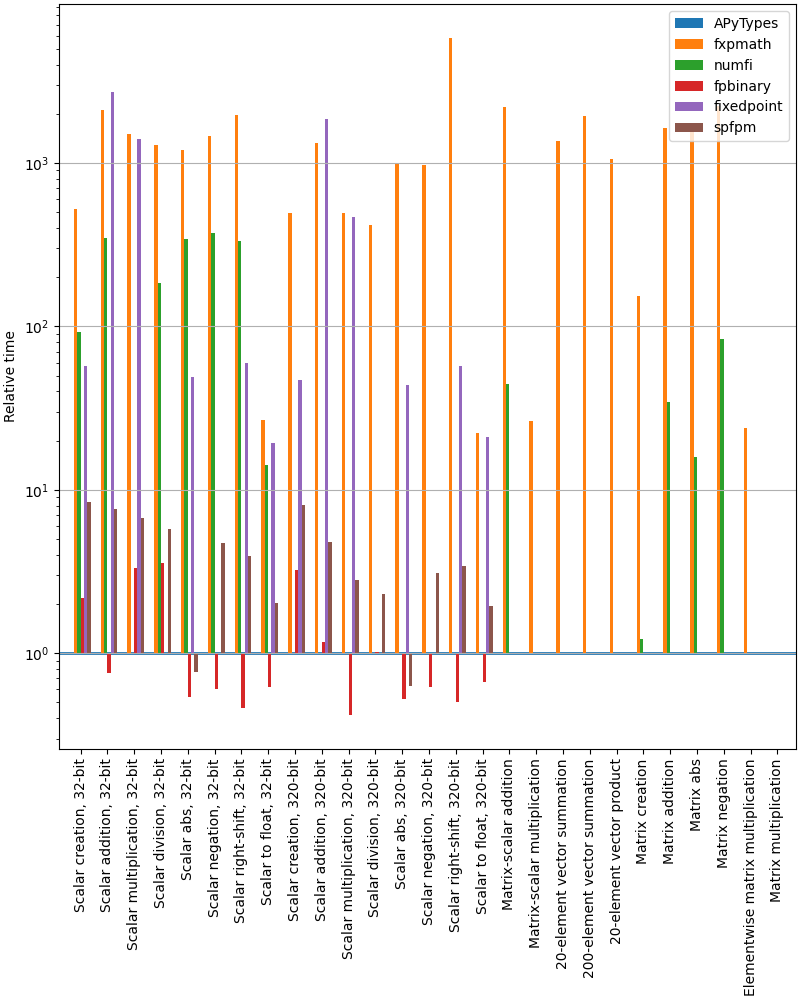 APyTypes
fxpmath
numfi
fpbinary
fixedpoint
spfpm
Relative time
10³
10²
10¹
10⁰
Scalar creation, 32-bit
Scalar addition, 32-bit
Scalar multiplication, 32-bit
Scalar division, 32-bit
Scalar abs, 32-bit
Scalar negation, 32-bit
Scalar right-shift, 32-bit
Scalar to float, 32-bit
Scalar creation, 320-bit
Scalar addition, 320-bit
Scalar multiplication, 320-bit
Scalar division, 320-bit
Scalar abs, 320-bit
Scalar negation, 320-bit
Scalar right-shift, 320-bit
Scalar to float, 320-bit
Matrix-scalar addition
Matrix-scalar multiplication
20-element vector summation
200-element vector summation
20-element vector product
Matrix creation
Matrix addition
Matrix abs
Matrix negation
Elementwise matrix multiplication
Matrix multiplication